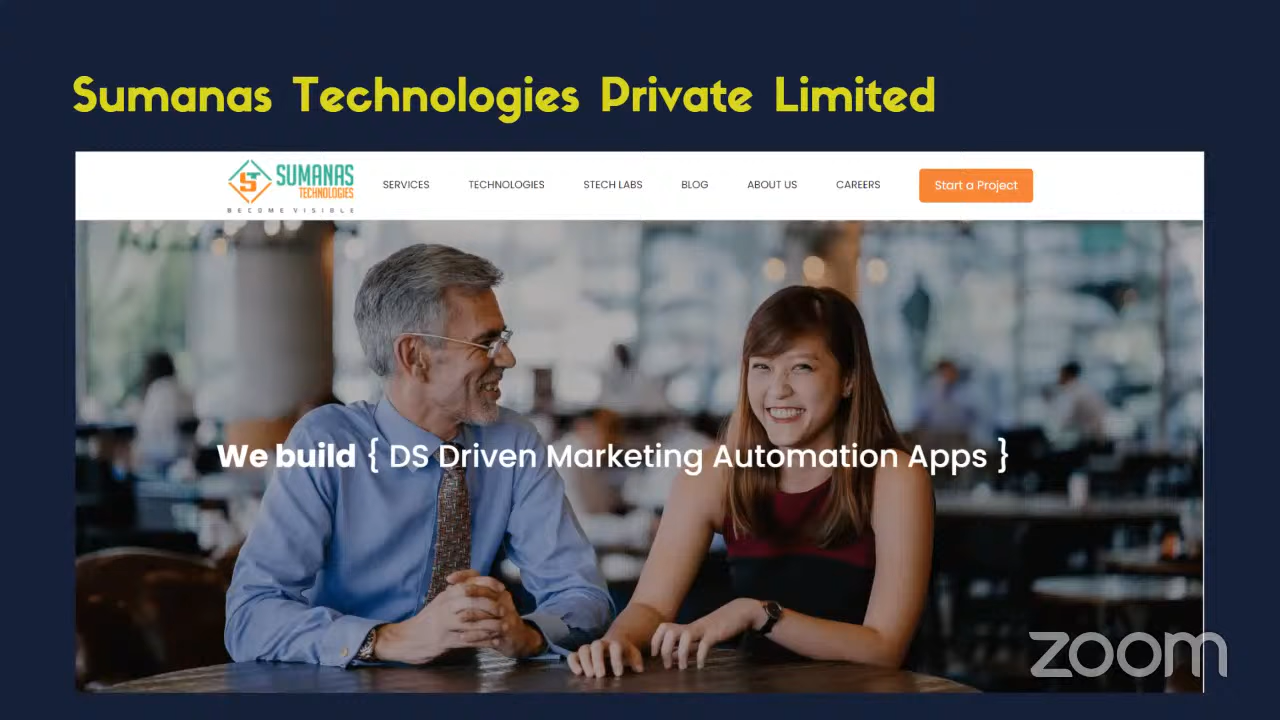 Sumanas Technologies Private Limited
ST SUMANAS
TECHNOLOGIES
BECOME VISIBLE
SERVICES TECHNOLOGIES STECH LABS BLOG ABOUT US CAREERS Start a Project
We build { DS Driven Marketing Automation Apps }
zoom